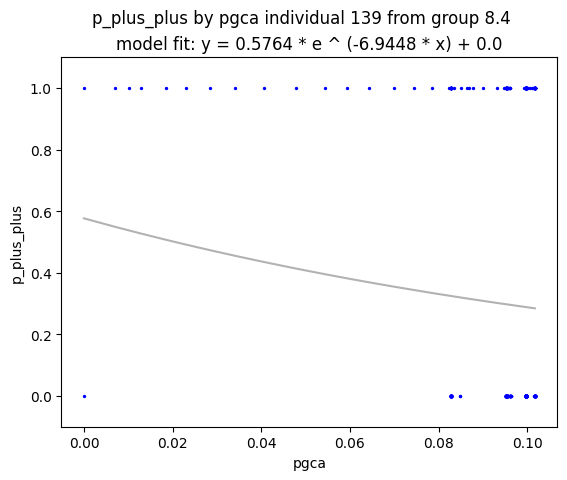 p_plus_plus by pgca individual 139 from group 8.4
model fit: y = 0.5764 * e ^ (-6.9448 * x) + 0.0
1.0
0.8
0.6
0.4
0.2
0.0
p_plus_plus
0.00 0.02 0.04 0.06 0.08 0.10
pgca